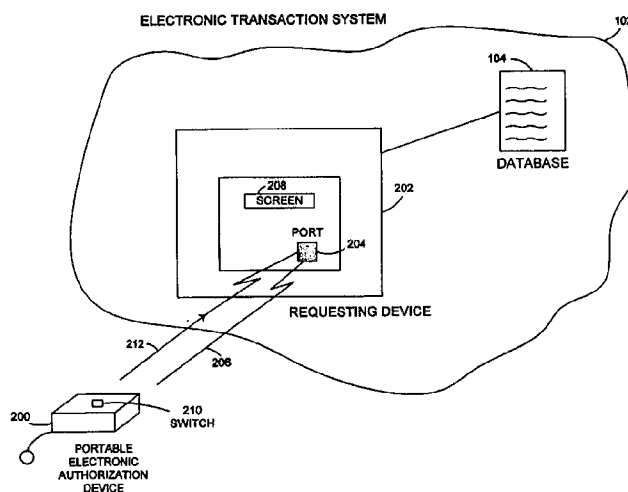 ELECTRONIC TRANSACTION SYSTEM
102
104
DATABASE
208
SCREEN
202
PORT
204
REQUESTING DEVICE
212
206
210
SWITCH
200
PORTABLE
ELECTRONIC
AUTHORIZATION
DEVICE